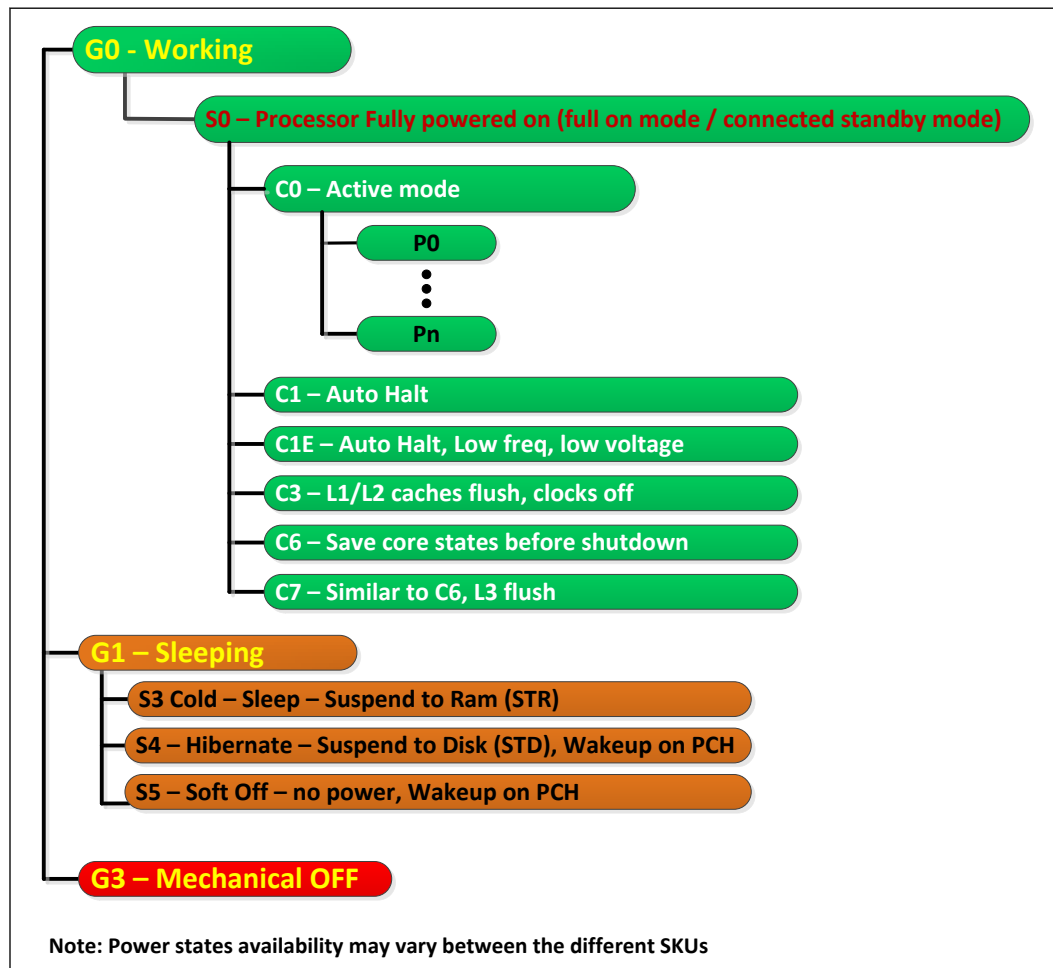 G0 - Working
S0 – Processor Fully powered on (full on mode / connected standby mode)
C0 – Active mode
P0
Pn
C1 – Auto Halt
C1E – Auto Halt, Low freq, low voltage
C3 – L1/L2 caches flush, clocks off
C6 – Save core states before shutdown
C7 – Similar to C6, L3 flush
G1 – Sleeping
S3 Cold – Sleep – Suspend to Ram (STR)
S4 – Hibernate – Suspend to Disk (STD), Wakeup on PCH
S5 – Soft Off – no power, Wakeup on PCH
G3 – Mechanical OFF
Note: Power states availability may vary between the different SKUs